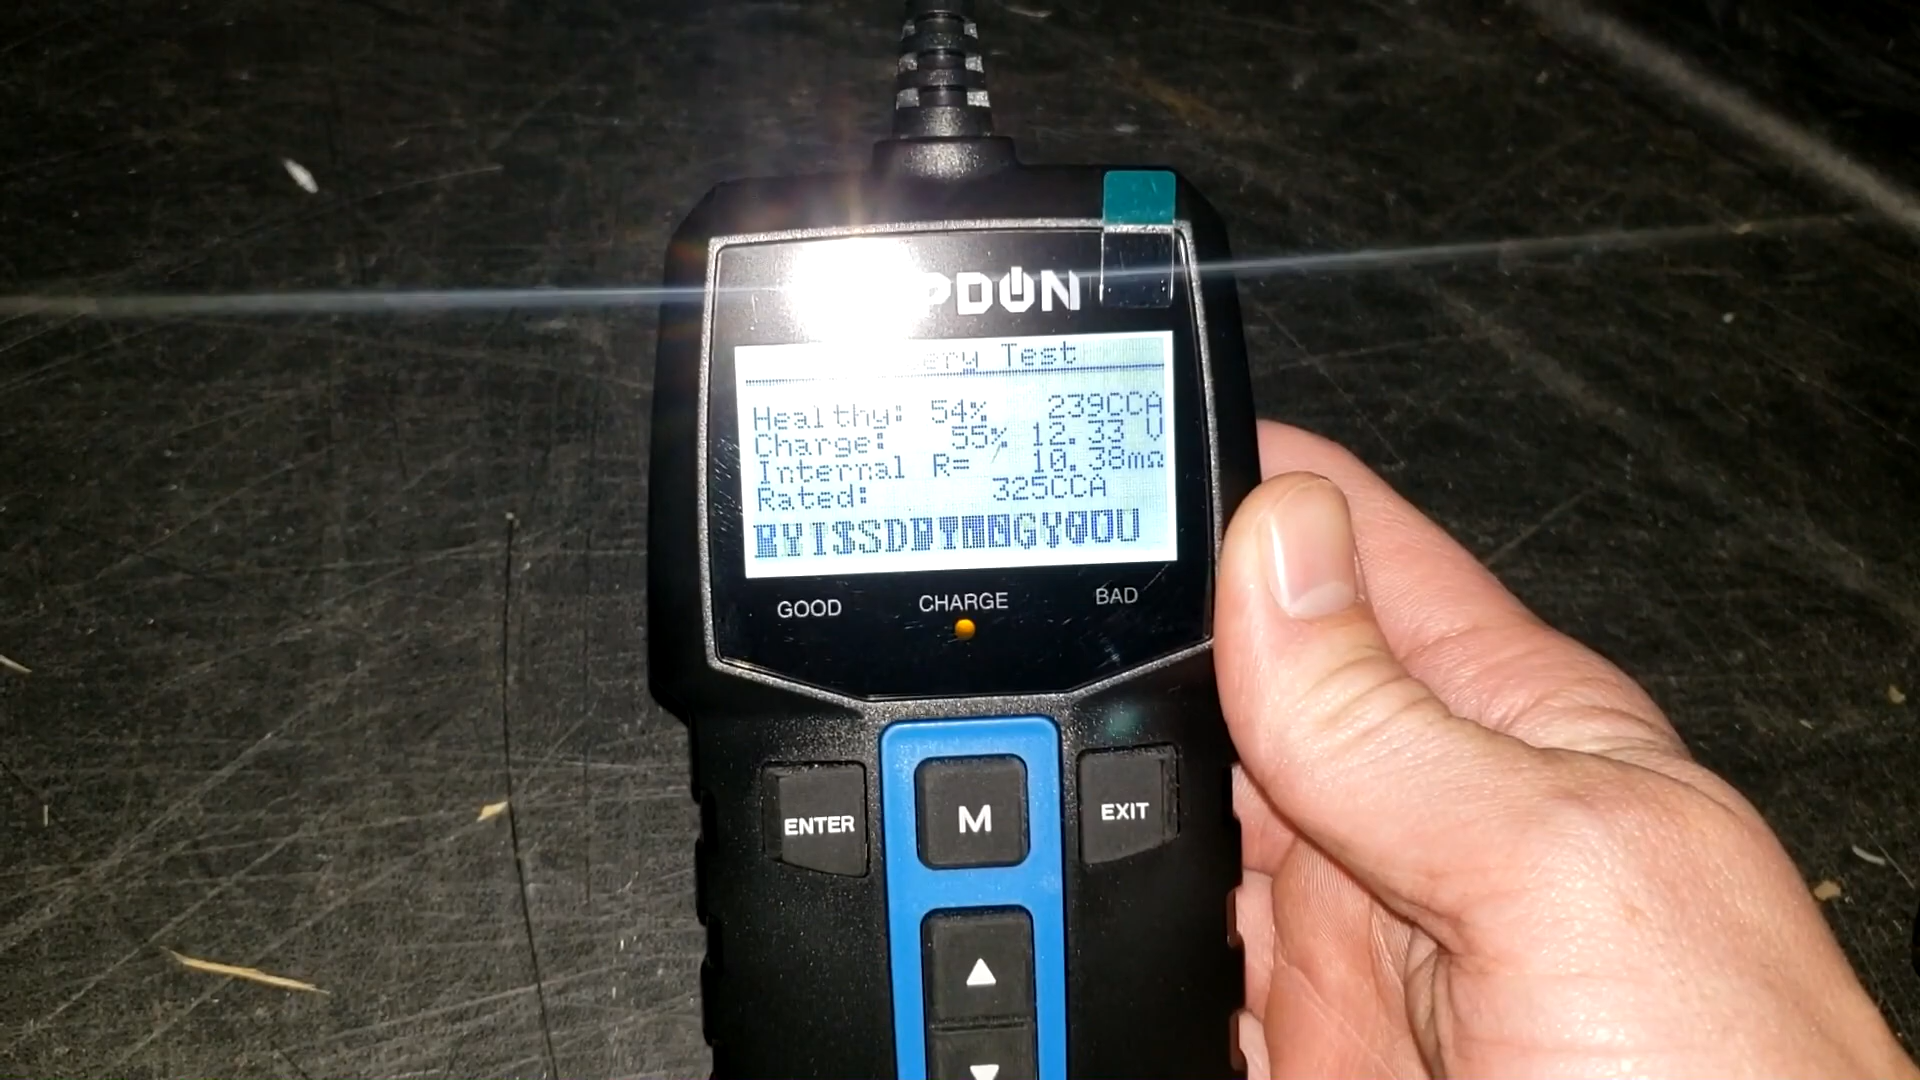 PDON
ery Test
Healthy: 54% 239CCA
Charge: 55% 12.33 V
Internal R= 10.38mΩ
Rated: 325CCA
GOOD CHARGE BAD
ENTER M EXIT